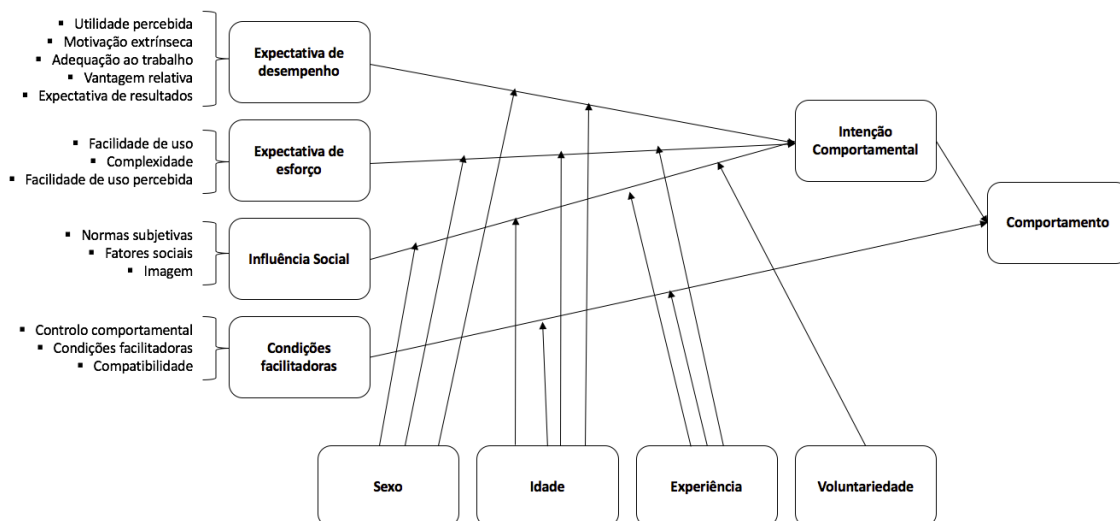 Utilidade percebida
Motivação extrínseca
Adequação ao trabalho
Vantagem relativa
Expectativa de resultados
Expectativa de
desempenho
Facilidade de uso
Complexidade
Facilidade de uso percebida
Expectativa de
esforço
Normas subjetivas
Fatores sociais
Imagem
Influência Social
Controlo comportamental
Condições facilitadoras
Compatibilidade
Condições
facilitadoras
Intenção
Comportamental
Comportamento
Sexo
Idade
Experiência
Voluntariedade